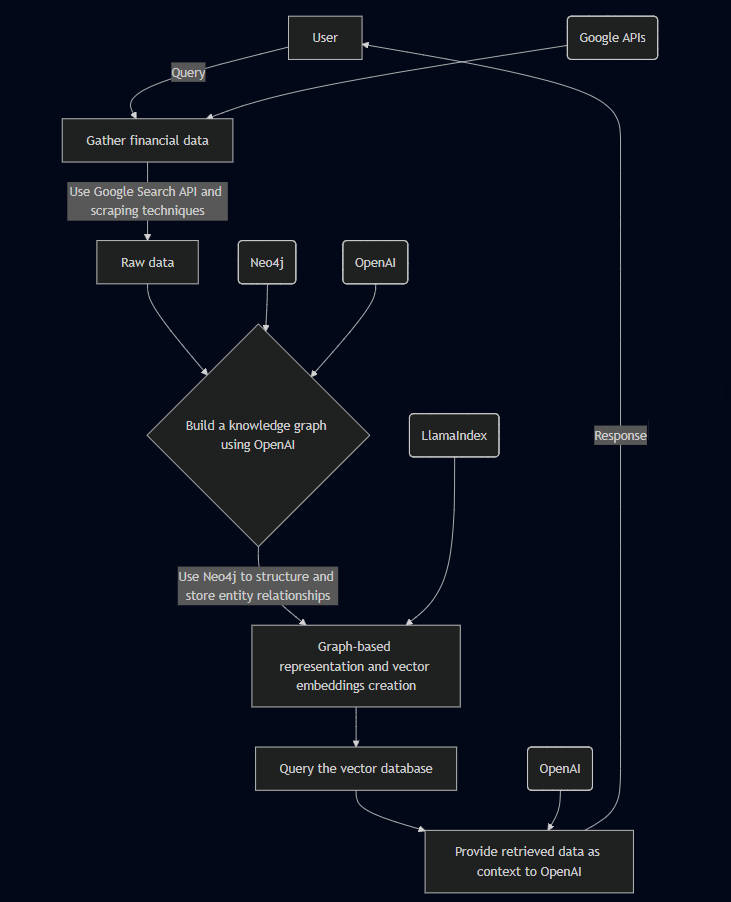 User
Google APIs
Query
Gather financial data
Use Google Search API and
scraping techniques
Raw data
Neo4j
OpenAI
Build a knowledge graph
using OpenAI
LlamaIndex
Response
Use Neo4j to structure and
store entity relationships
Graph-based
representation and vector
embeddings creation
Query the vector database
OpenAI
Provide retrieved data as
context to OpenAI